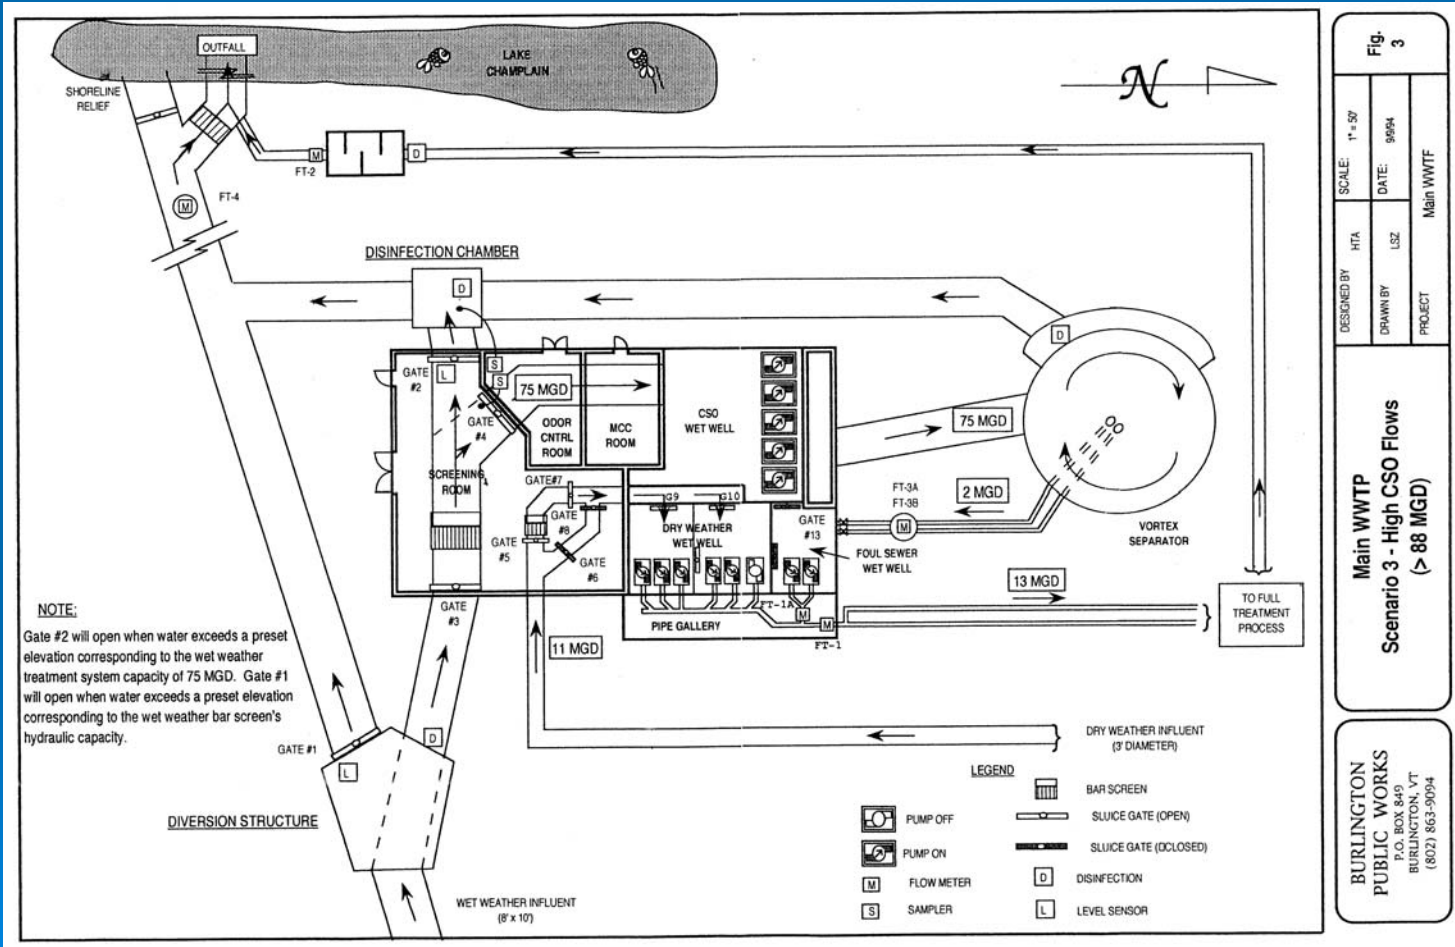 OUTFALL
LAKE
CHAMPLAIN
SHORELINE
RELIEF
N
M
D
FT-2
FT-4
M
DISINFECTION CHAMBER
D
D
GATE
#2
L
S
S
75 MGD
GATE
#4
ODOR
CNTRL
ROOM
MCC
ROOM
CSO
WET WELL
75 MGD
SCREENING
ROOM
GATE#7
G9
G10
FT-3A
FT-3B
2 MGD
M
GATE
#8
DRY WEATHER
WET WELL
GATE
#13
VORTEX
SEPARATOR
GATE
#5
GATE
#6
FOUL SEWER
WET WELL
13 MGD
TO FULL
TREATMENT
PROCESS
NOTE:
Gate #2 will open when water exceeds a preset
elevation corresponding to the wet weather
treatment system capacity of 75 MGD. Gate #1
will open when water exceeds a preset elevation
corresponding to the wet weather bar screen's
hydraulic capacity.
GATE
#3
FT-1A
M
M
PIPE GALLERY
FT-1
11 MGD
GATE #1
D
L
DRY WEATHER INFLUENT
(3' DIAMETER)
DIVERSION STRUCTURE
WET WEATHER INFLUENT
(8' x 10')
LEGEND
BAR SCREEN
PUMP OFF
SLUICE GATE (OPEN)
PUMP ON
SLUICE GATE (DCLOSED)
M FLOW METER
D DISINFECTION
S SAMPLER
L LEVEL SENSOR
Fig.
3
SCALE: 1" = 50'
DATE: 9/9/94
Main WWTF
DESIGNED BY HTA
DRAWN BY LSZ
PROJECT
Main WWTP
Scenario 3 - High CSO Flows
(> 88 MGD)
BURLINGTON
PUBLIC WORKS
P.O. BOX 849
BURLINGTON, VT
(802) 863-9094